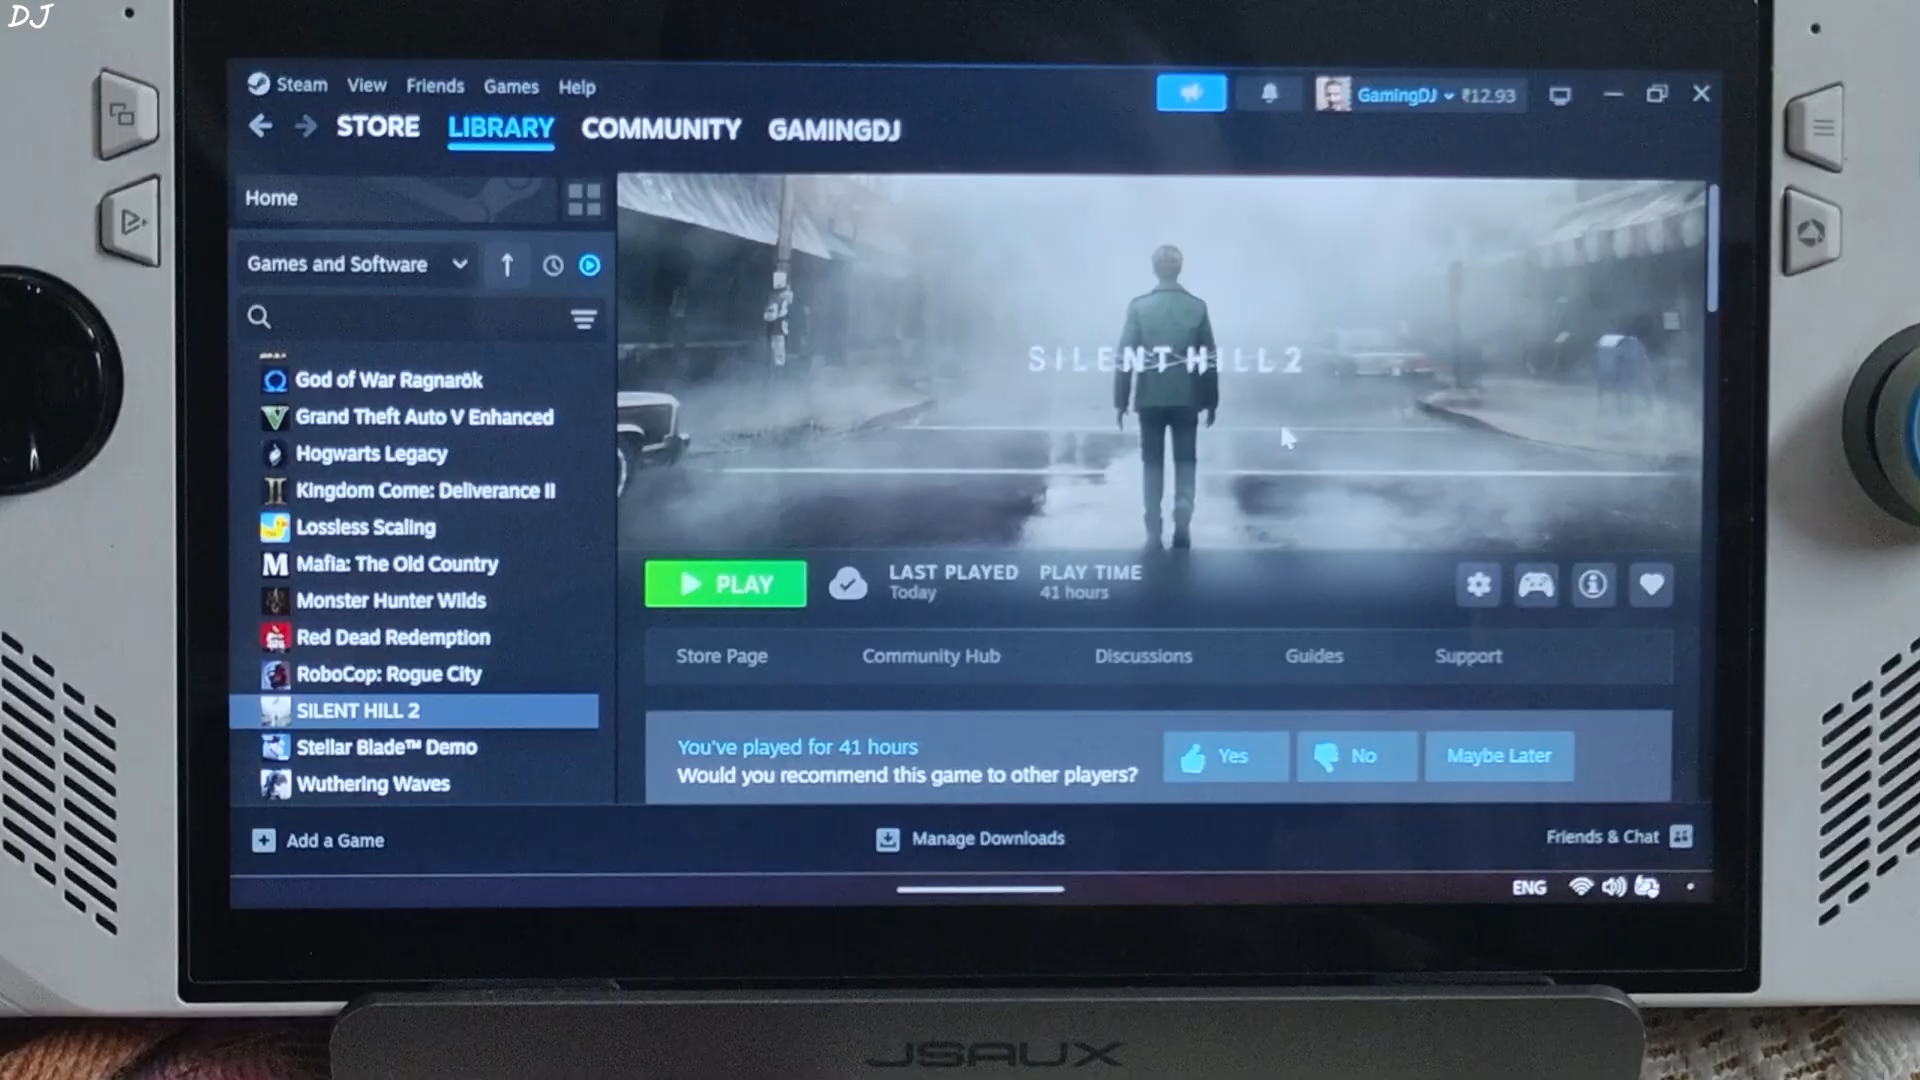 DJ
Steam View Friends Games Help
GamingDJ ₹12.93
STORE LIBRARY COMMUNITY GAMINGDJ
Home
Games and Software
God of War Ragnarök
Grand Theft Auto V Enhanced
Hogwarts Legacy
Kingdom Come: Deliverance II
Lossless Scaling
Mafia: The Old Country
Monster Hunter Wilds
Red Dead Redemption
RoboCop: Rogue City
SILENT HILL 2
Stellar Blade™ Demo
Wuthering Waves
SILENT HILL 2
PLAY
LAST PLAYED
Today
PLAY TIME
41 hours
Store Page Community Hub Discussions Guides Support
You've played for 41 hours
Would you recommend this game to other players?
Yes No Maybe Later
Add a Game Manage Downloads Friends & Chat
ENG
JSAUX